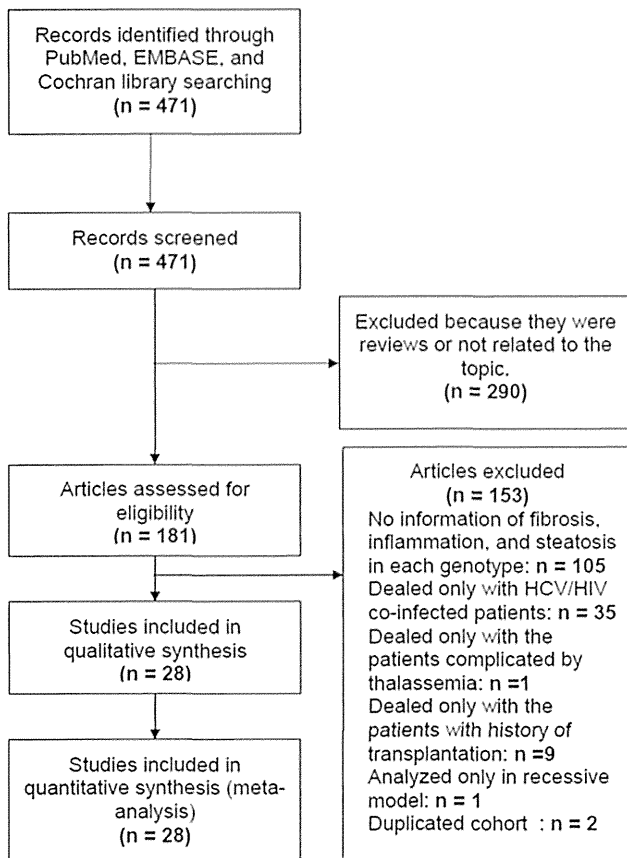 Records identified through
PubMed, EMBASE, and
Cochran library searching
(n = 471)
Records screened
(n = 471)
Excluded because they were
reviews or not related to the
topic.
(n = 290)
Articles assessed for
eligibility
(n = 181)
Articles excluded
(n = 153)
No information of fibrosis,
inflammation, and steatosis
in each genotype: n = 105
Dealed only with HCV/HIV
co-infected patients: n = 35
Dealed only with the
patients complicated by
thalassemia: n =1
Dealed only with the
patients with history of
transplantation: n =9
Analyzed only in recessive
model: n = 1
Duplicated cohort : n = 2
Studies included in
qualitative synthesis
(n = 28)
Studies included in
quantitative synthesis (meta-
analysis)
(n = 28)